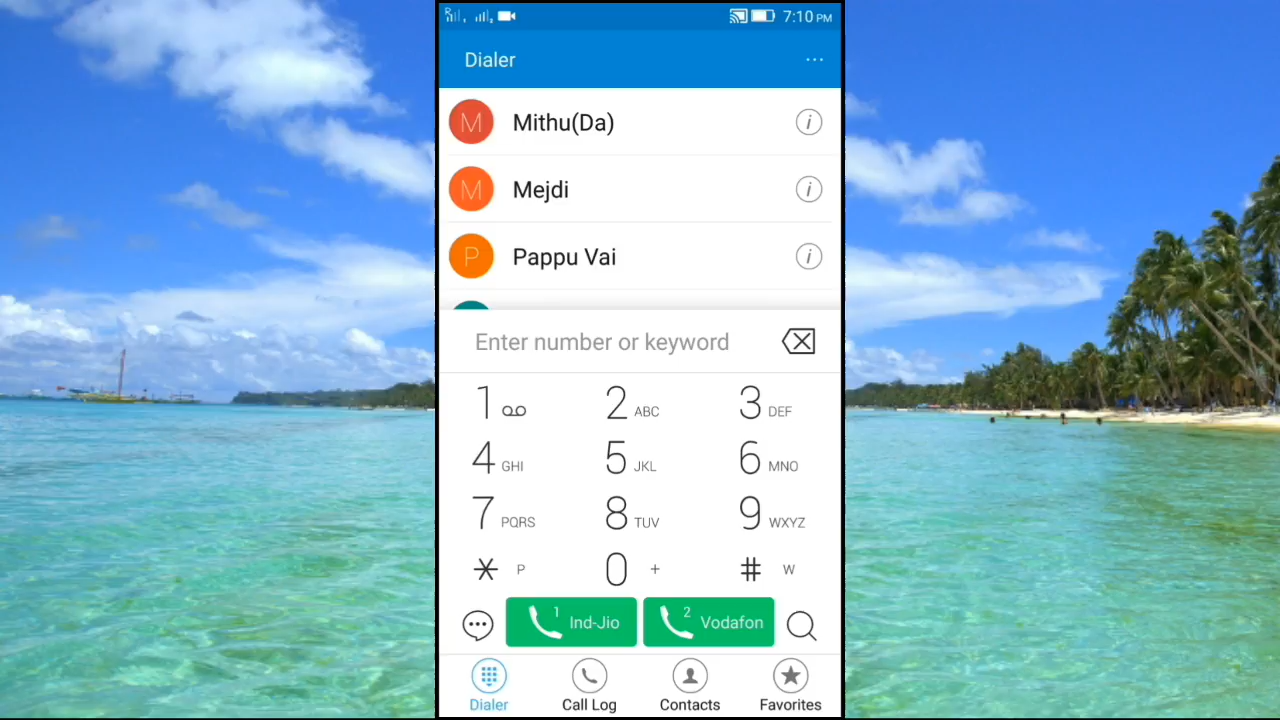 R 1 2 7:10 PM
Dialer ...
M Mithu(Da) i
M Mejdi i
P Pappu Vai i
Enter number or keyword
1 2 ABC 3 DEF
4 GHI 5 JKL 6 MNO
7 PQRS 8 TUV 9 WXYZ
* P 0 + # W
1 Ind-Jio 2 Vodafon
Dialer Call Log Contacts Favorites